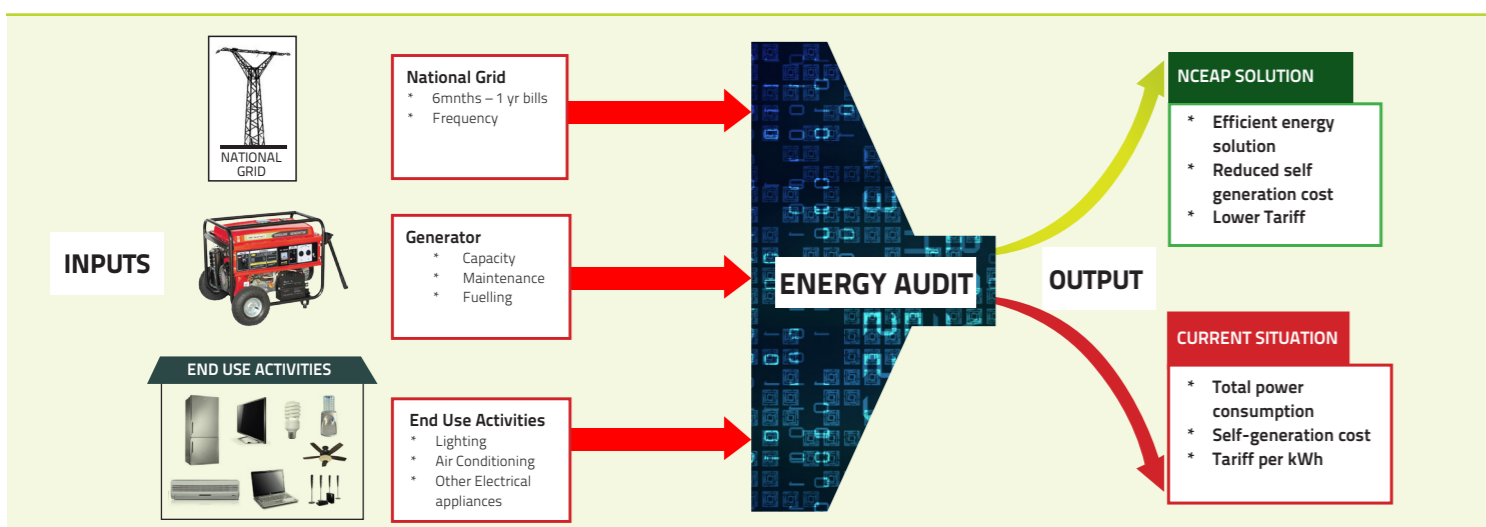 NATIONAL
GRID
National Grid
* 6mnths – 1 yr bills
* Frequency
INPUTS
Generator
* Capacity
* Maintenance
* Fuelling
END USE ACTIVITIES
End Use Activities
* Lighting
* Air Conditioning
* Other Electrical
appliances
ENERGY AUDIT
OUTPUT
NCEAP SOLUTION
* Efficient energy
solution
* Reduced self
generation cost
* Lower Tariff
CURRENT SITUATION
* Total power
consumption
* Self-generation cost
* Tariff per kWh